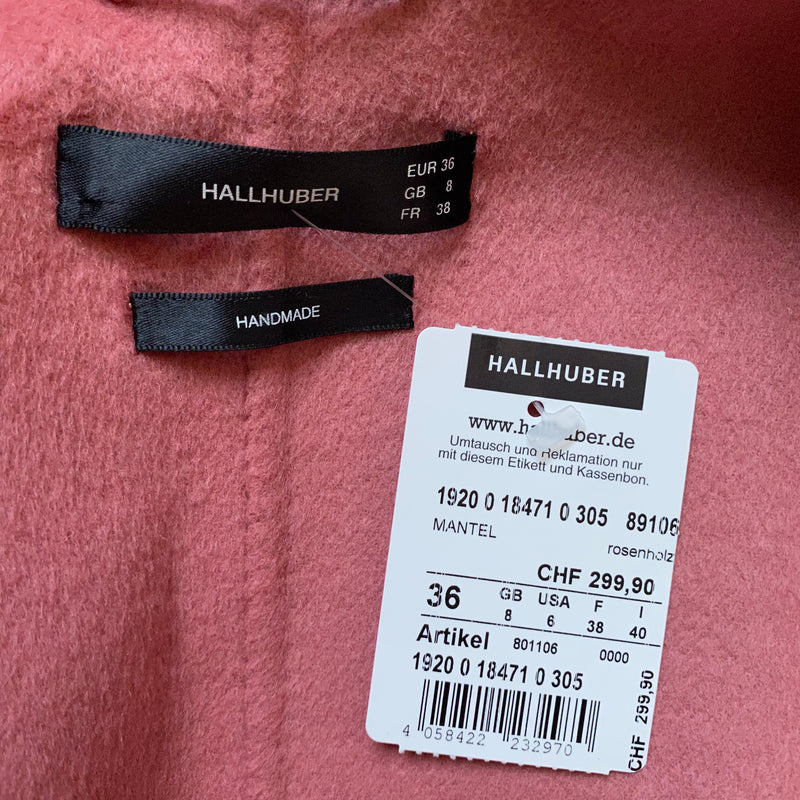 HALLHUBER
EUR 36
GB 8
FR 38
HANDMADE
HALLHUBER
Umtausch und Reklamation nur
mit diesem Etikett und Kassenbon.
1920 0 18471 0 305 89106
MANTEL
rosenholz
CHF 299,90
36 GB USA F I
8 6 38 40
Artikel 801106 0000
1920 0 18471 0 305
4 058422 232970
CHF 299,90